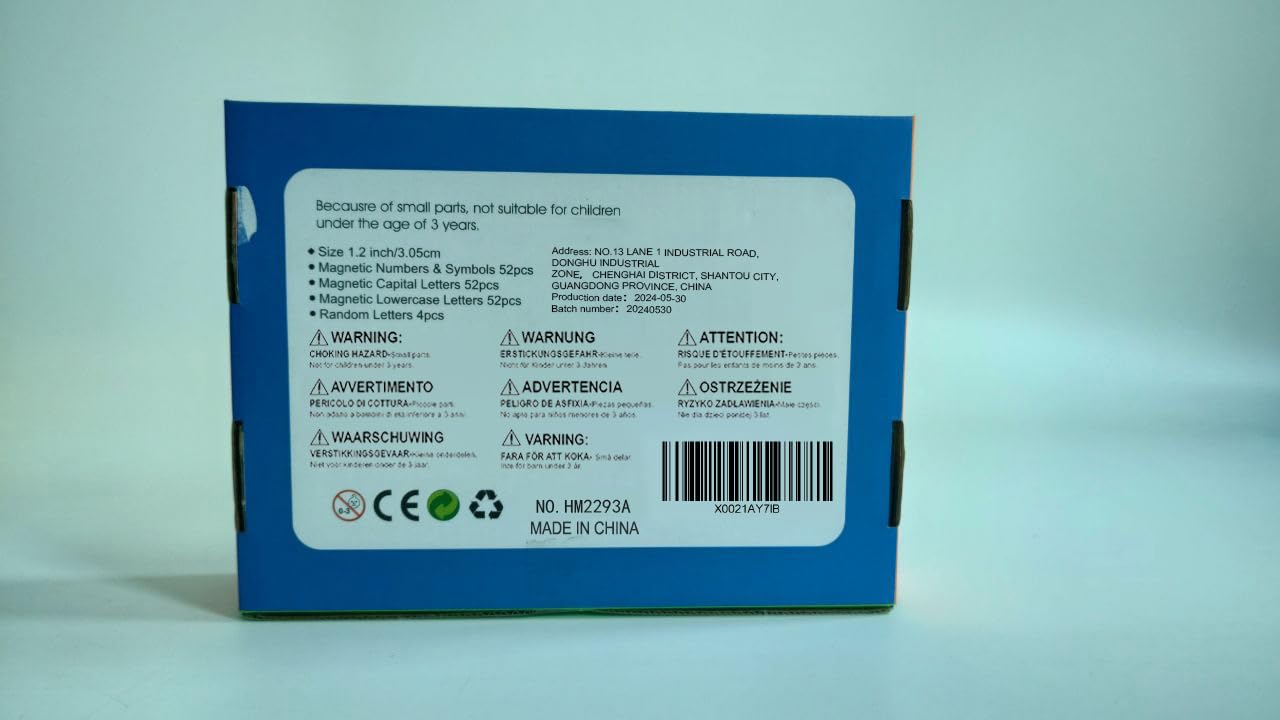 Becausre of small parts, not suitable for children
under the age of 3 years.
• Size 1.2 inch/3.05cm
• Magnetic Numbers & Symbols 52pcs
• Magnetic Capital Letters 52pcs
• Magnetic Lowercase Letters 52pcs
• Random Letters 4pcs
Address: NO.13 LANE 1 INDUSTRIAL ROAD,
DONGHU INDUSTRIAL
ZONE, CHENGHAI DISTRICT, SHANTOU CITY,
GUANGDONG PROVINCE, CHINA
Production date: 2024-05-30
Batch number: 20240530
WARNING:
CHOKING HAZARD-Small parts.
Not for children under 3 years.
WARNUNG
ERSTICKUNGSGEFAHR-Kleine teile.
Nicht für Kinder unter 3 Jahren.
ATTENTION:
RISQUE D'ÉTOUFFEMENT-Petites pièces.
Pas pour les enfants de moins de 3 ans.
AVVERTIMENTO
PERICOLO DI COTTURA-Piccole parti.
Non adatto a bambini di età inferiore a 3 anni.
ADVERTENCIA
PELIGRO DE ASFIXIA-Piezas pequeñas.
No apto para niños menores de 3 años.
OSTRZEŻENIE
RYZYKO ZADŁAWIENIA-Małe części.
Nie dla dzieci poniżej 3 lat.
WAARSCHUWING
VERSTIKKINGSGEVAAR-Kleine onderdelen.
Niet voor kinderen onder de 3 jaar.
VARNING:
FARA FÖR ATT KOKA- Små delar.
Inte för barn under 3 år.
0-3
CE
NO. HM2293A
MADE IN CHINA
X0021AY7IB